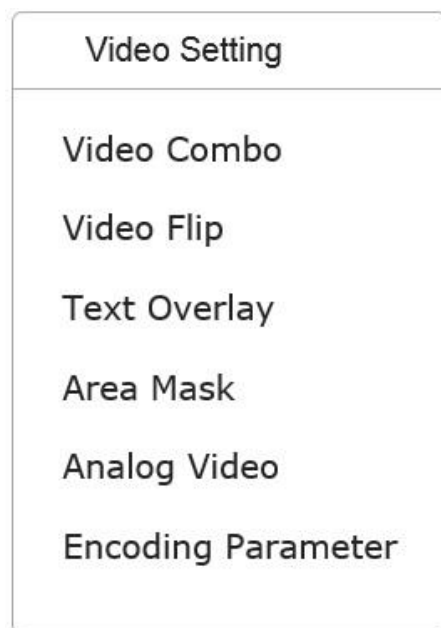 Video Setting
Video Combo
Video Flip
Text Overlay
Area Mask
Analog Video
Encoding Parameter